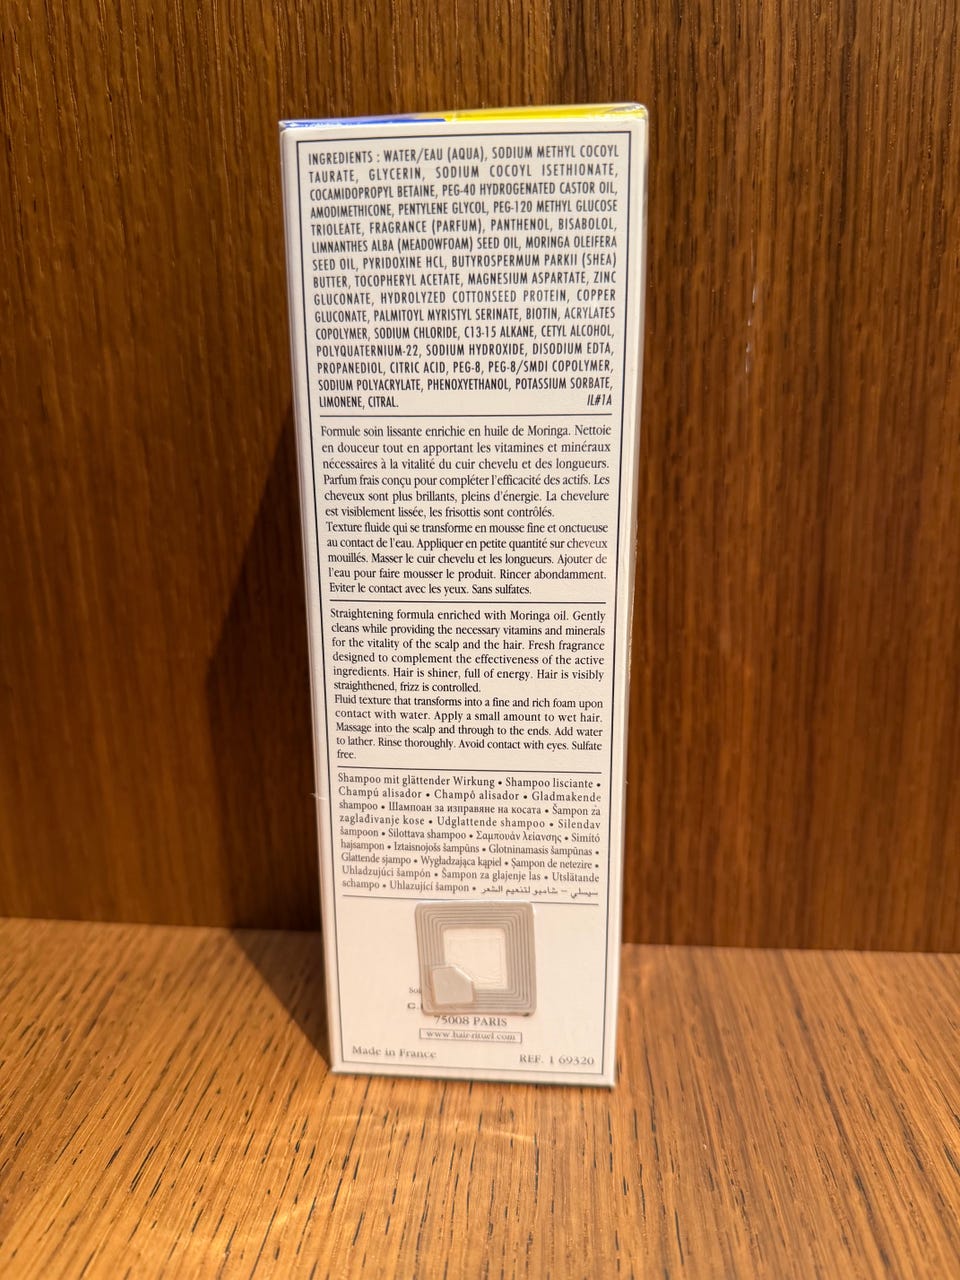 INGREDIENTS : WATER/EAU (AQUA), SODIUM METHYL COCOYL
TAURATE, GLYCERIN, SODIUM COCOYL ISETHIONATE,
COCAMIDOPROPYL BETAINE, PEG-40 HYDROGENATED CASTOR OIL,
AMODIMETHICONE, PENTYLENE GLYCOL, PEG-120 METHYL GLUCOSE
TRIOLEATE, FRAGRANCE (PARFUM), PANTHENOL, BISABOLOL,
LIMNANTHES ALBA (MEADOWFOAM) SEED OIL, MORINGA OLEIFERA
SEED OIL, PYRIDOXINE HCL, BUTYROSPERMUM PARKII (SHEA)
BUTTER, TOCOPHERYL ACETATE, MAGNESIUM ASPARTATE, ZINC
GLUCONATE, HYDROLYZED COTTONSEED PROTEIN, COPPER
GLUCONATE, PALMITOYL MYRISTYL SERINATE, BIOTIN, ACRYLATES
COPOLYMER, SODIUM CHLORIDE, C13-15 ALKANE, CETYL ALCOHOL,
POLYQUATERNIUM-22, SODIUM HYDROXIDE, DISODIUM EDTA,
PROPANEDIOL, CITRIC ACID, PEG-8, PEG-8/SMDI COPOLYMER,
SODIUM POLYACRYLATE, PHENOXYETHANOL, POTASSIUM SORBATE,
LIMONENE, CITRAL. IL#1A
Formule soin lissante enrichie en huile de Moringa. Nettoie
en douceur tout en apportant les vitamines et minéraux
nécessaires à la vitalité du cuir chevelu et des longueurs.
Parfum frais conçu pour compléter l'efficacité des actifs. Les
cheveux sont plus brillants, pleins d'énergie. La chevelure
est visiblement lissée, les frisottis sont contrôlés.
Texture fluide qui se transforme en mousse fine et onctueuse
au contact de l'eau. Appliquer en petite quantité sur cheveux
mouillés. Masser le cuir chevelu et les longueurs. Ajouter de
l'eau pour faire mousser le produit. Rincer abondamment.
Eviter le contact avec les yeux. Sans sulfates.
Straightening formula enriched with Moringa oil. Gently
cleans while providing the necessary vitamins and minerals
for the vitality of the scalp and the hair. Fresh fragrance
designed to complement the effectiveness of the active
ingredients. Hair is shinier, full of energy. Hair is visibly
straightened, frizz is controlled.
Fluid texture that transforms into a fine and rich foam upon
contact with water. Apply a small amount to wet hair.
Massage into the scalp and through to the ends. Add water
to lather. Rinse thoroughly. Avoid contact with eyes. Sulfate
free.
Shampoo mit glättender Wirkung • Shampoo lisciante •
Champú alisador • Champô alisador • Gladmakende
shampoo • Шампоан за изправяне на косата • Šampon za
zaglađivanje kose • Udglattende shampoo • Silendav
šampoon • Silottava shampoo • Σαμπουάν λείανσης • Simító
hajsampon • Iztaisnojošs šampūns • Glotninamasis šampūnas •
Glattende sjampo • Wygładzająca kąpiel • Șampon de netezire •
Uhladzujúci šampón • Šampon za glajenje las • Utslätande
schampo • Uhlazující šampon • سيسلي – شامبو لتنعيم الشعر
75008 PARIS
www.hair-rituel.com
Made in France REF. 1 69320